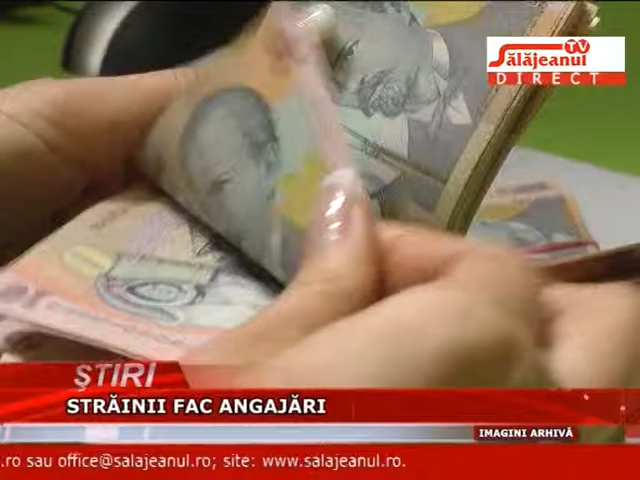 TV
Sălăjeanul
DIRECT
ŞTIRI
STRĂINII FAC ANGAJĂRI
IMAGINI ARHIVĂ
.ro sau office@salajeanul.ro; site: www.salajeanul.ro.